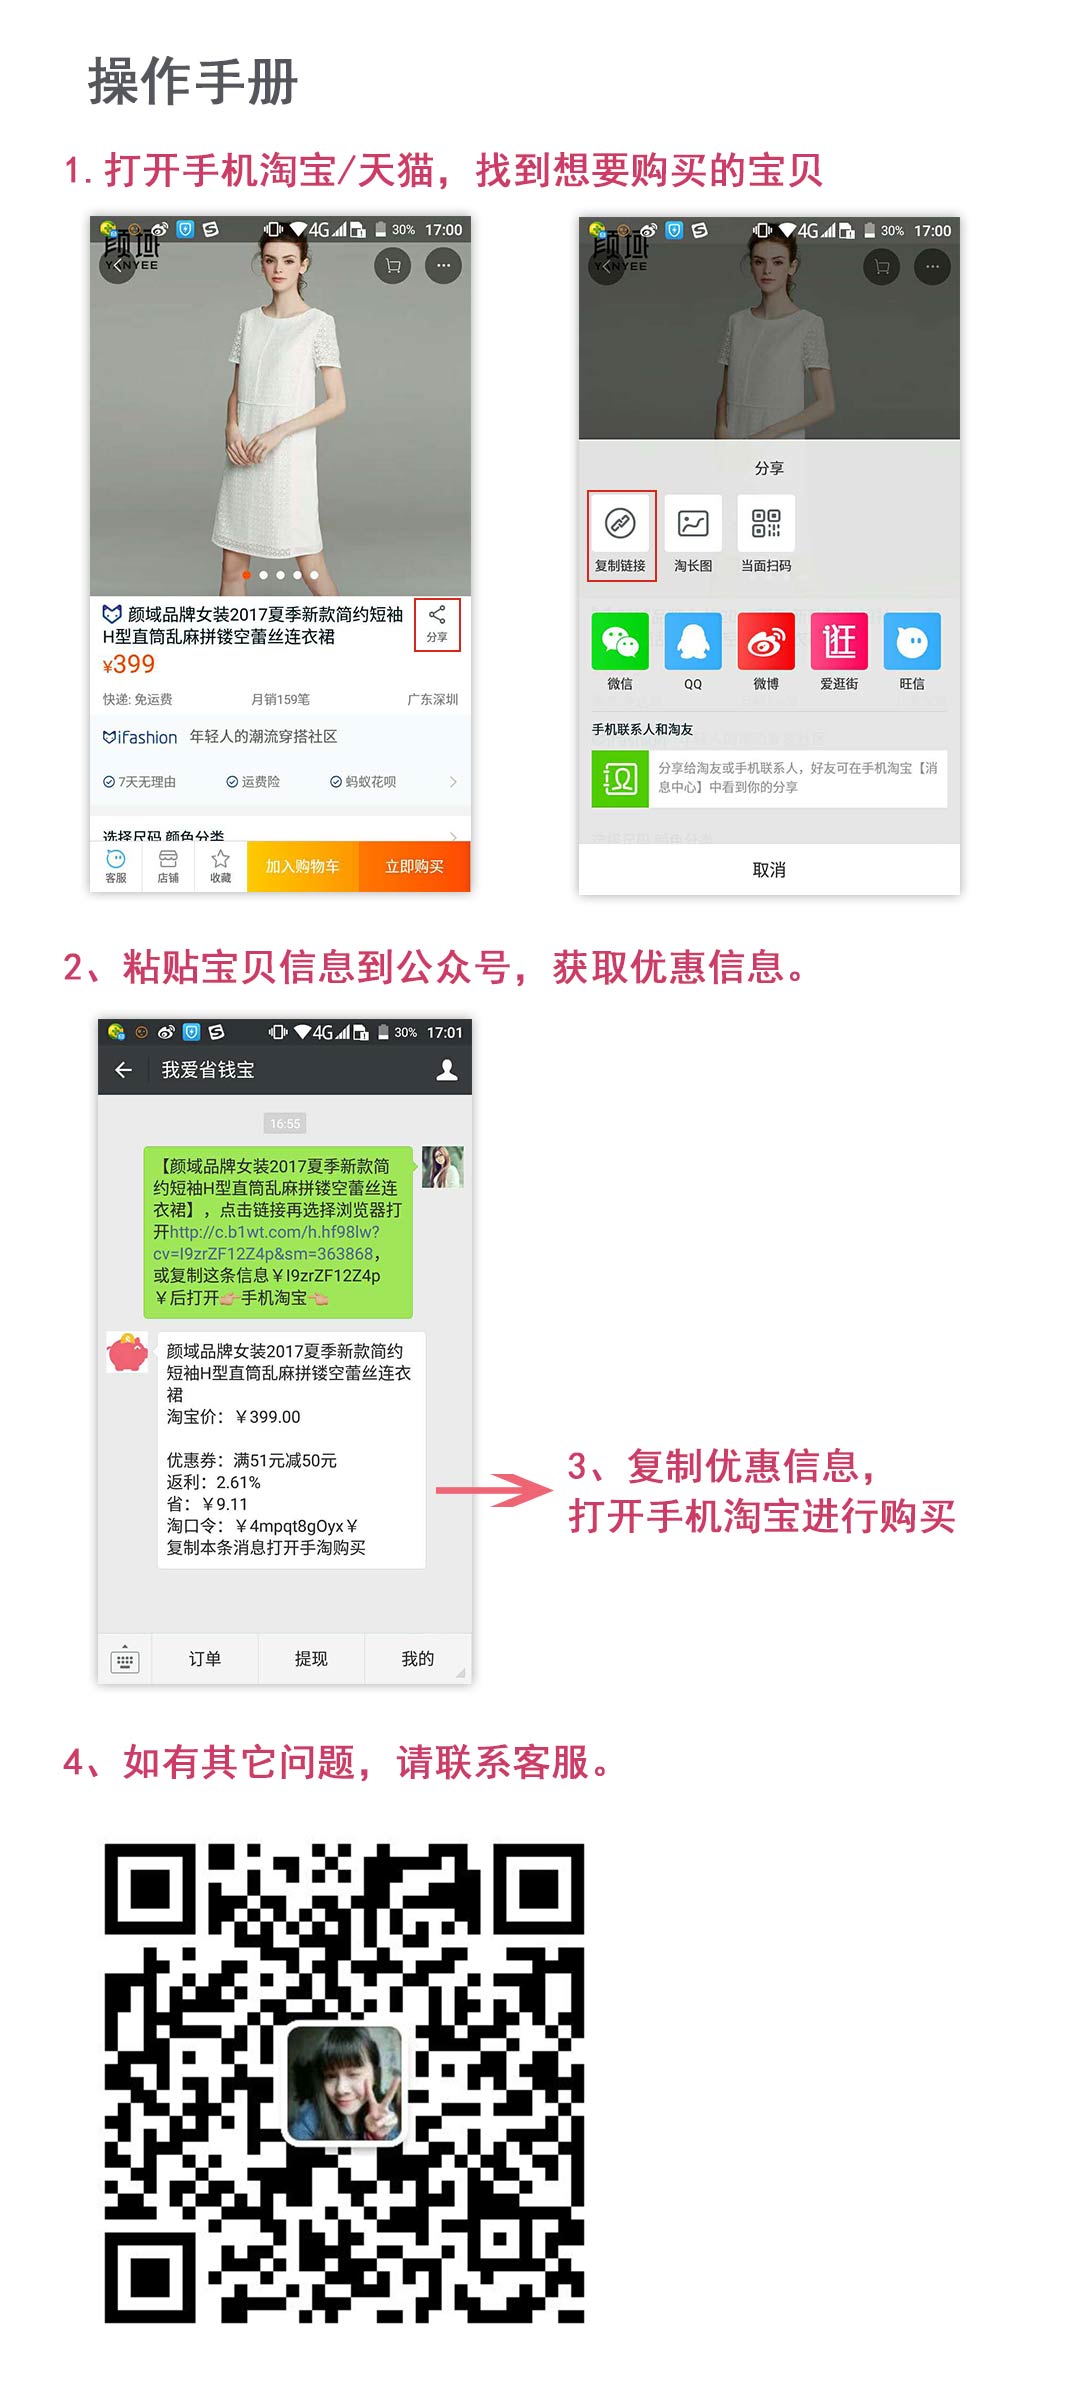 操作手册
1.打开手机淘宝/天猫，找到想要购买的宝贝
4G 30% 17:00
颜域
YANYEE
颜域品牌女装2017夏季新款简约短袖
H型直筒乱麻拼镂空蕾丝连衣裙
分享
¥399
快递: 免运费 月销159笔 广东深圳
iFashion 年轻人的潮流穿搭社区
7天无理由 运费险 蚂蚁花呗
选择尺码 颜色分类
客服 店铺 收藏 加入购物车 立即购买
4G 30% 17:00
颜域
YANYEE
分享
复制链接 淘长图 当面扫码
微信 QQ 微博 爱逛街 旺信
逛
手机联系人和淘友
分享给淘友或手机联系人，好友可在手机淘宝【消
息中心】中看到你的分享
选择尺码 颜色分类
取消
2、粘贴宝贝信息到公众号，获取优惠信息。
4G 30% 17:01
我爱省钱宝
16:55
【颜域品牌女装2017夏季新款简
约短袖H型直筒乱麻拼镂空蕾丝连
衣裙】，点击链接再选择浏览器打
开http://c.b1wt.com/h.hf98lw?
cv=I9zrZF12Z4p&sm=363868，
或复制这条信息￥I9zrZF12Z4p
￥后打开👉手机淘宝👈
颜域品牌女装2017夏季新款简约
短袖H型直筒乱麻拼镂空蕾丝连衣
裙
淘宝价：￥399.00
优惠券：满51元减50元
返利：2.61%
省：￥9.11
淘口令：￥4mpqt8gOyx￥
复制本条消息打开手淘购买
订单 提现 我的
3、复制优惠信息，
打开手机淘宝进行购买
4、如有其它问题，请联系客服。